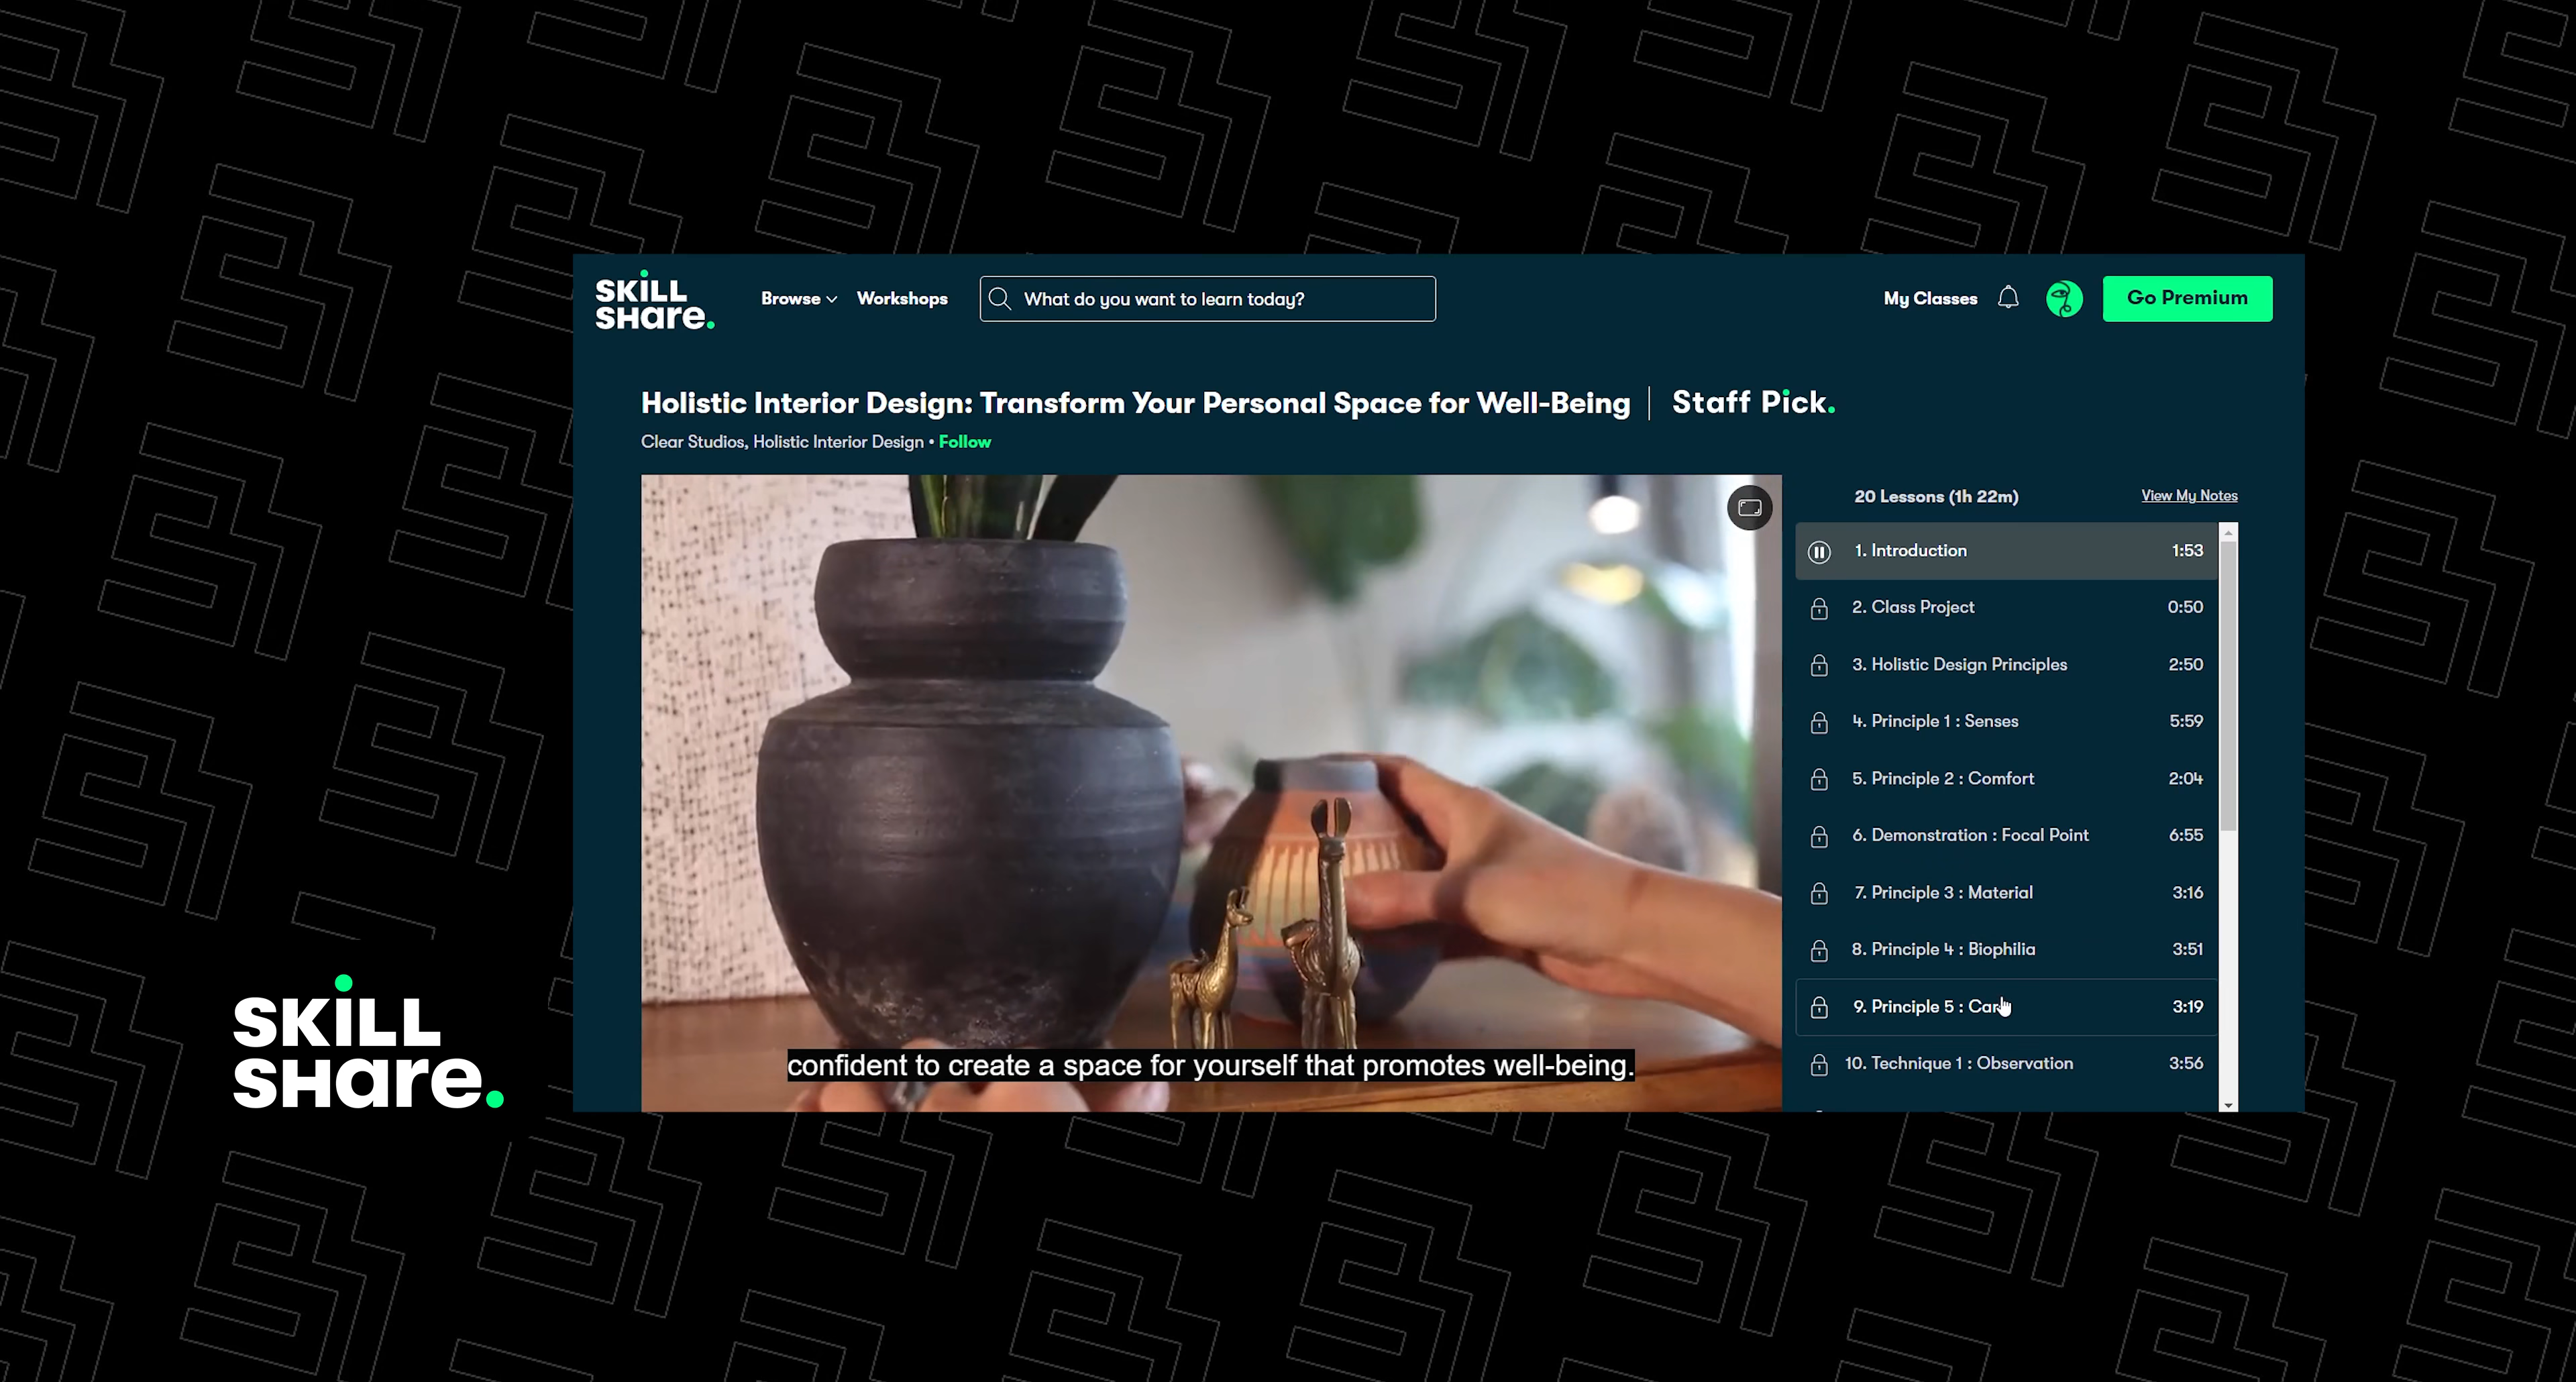 SKILL
SHare.
Browse
Workshops
What do you want to learn today?
My Classes
Go Premium
Holistic Interior Design: Transform Your Personal Space for Well-Being
Staff Pick.
Clear Studios, Holistic Interior Design • Follow
20 Lessons (1h 22m)
View My Notes
1. Introduction 1:53
2. Class Project 0:50
3. Holistic Design Principles 2:50
4. Principle 1 : Senses 5:59
5. Principle 2 : Comfort 2:04
6. Demonstration : Focal Point 6:55
7. Principle 3 : Material 3:16
8. Principle 4 : Biophilia 3:51
9. Principle 5 : 3:19
10. Technique 1 : Observation 3:56
confident to create a space for yourself that promotes well-being.
SKILL
SHare.